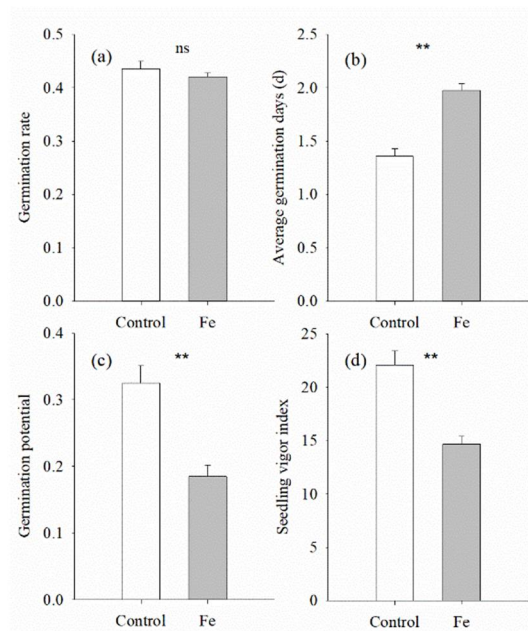 (a)
ns
Germination rate
0.5
0.4
0.3
0.2
0.1
0.0
Control
Fe
(b)
**
Average germination days (d)
2.5
2.0
1.5
1.0
0.5
0.0
Control
Fe
(c)
**
Germination potential
0.4
0.3
0.2
0.1
0.0
Control
Fe
(d)
**
Seedling vigor index
25
20
15
10
5
0
Control
Fe